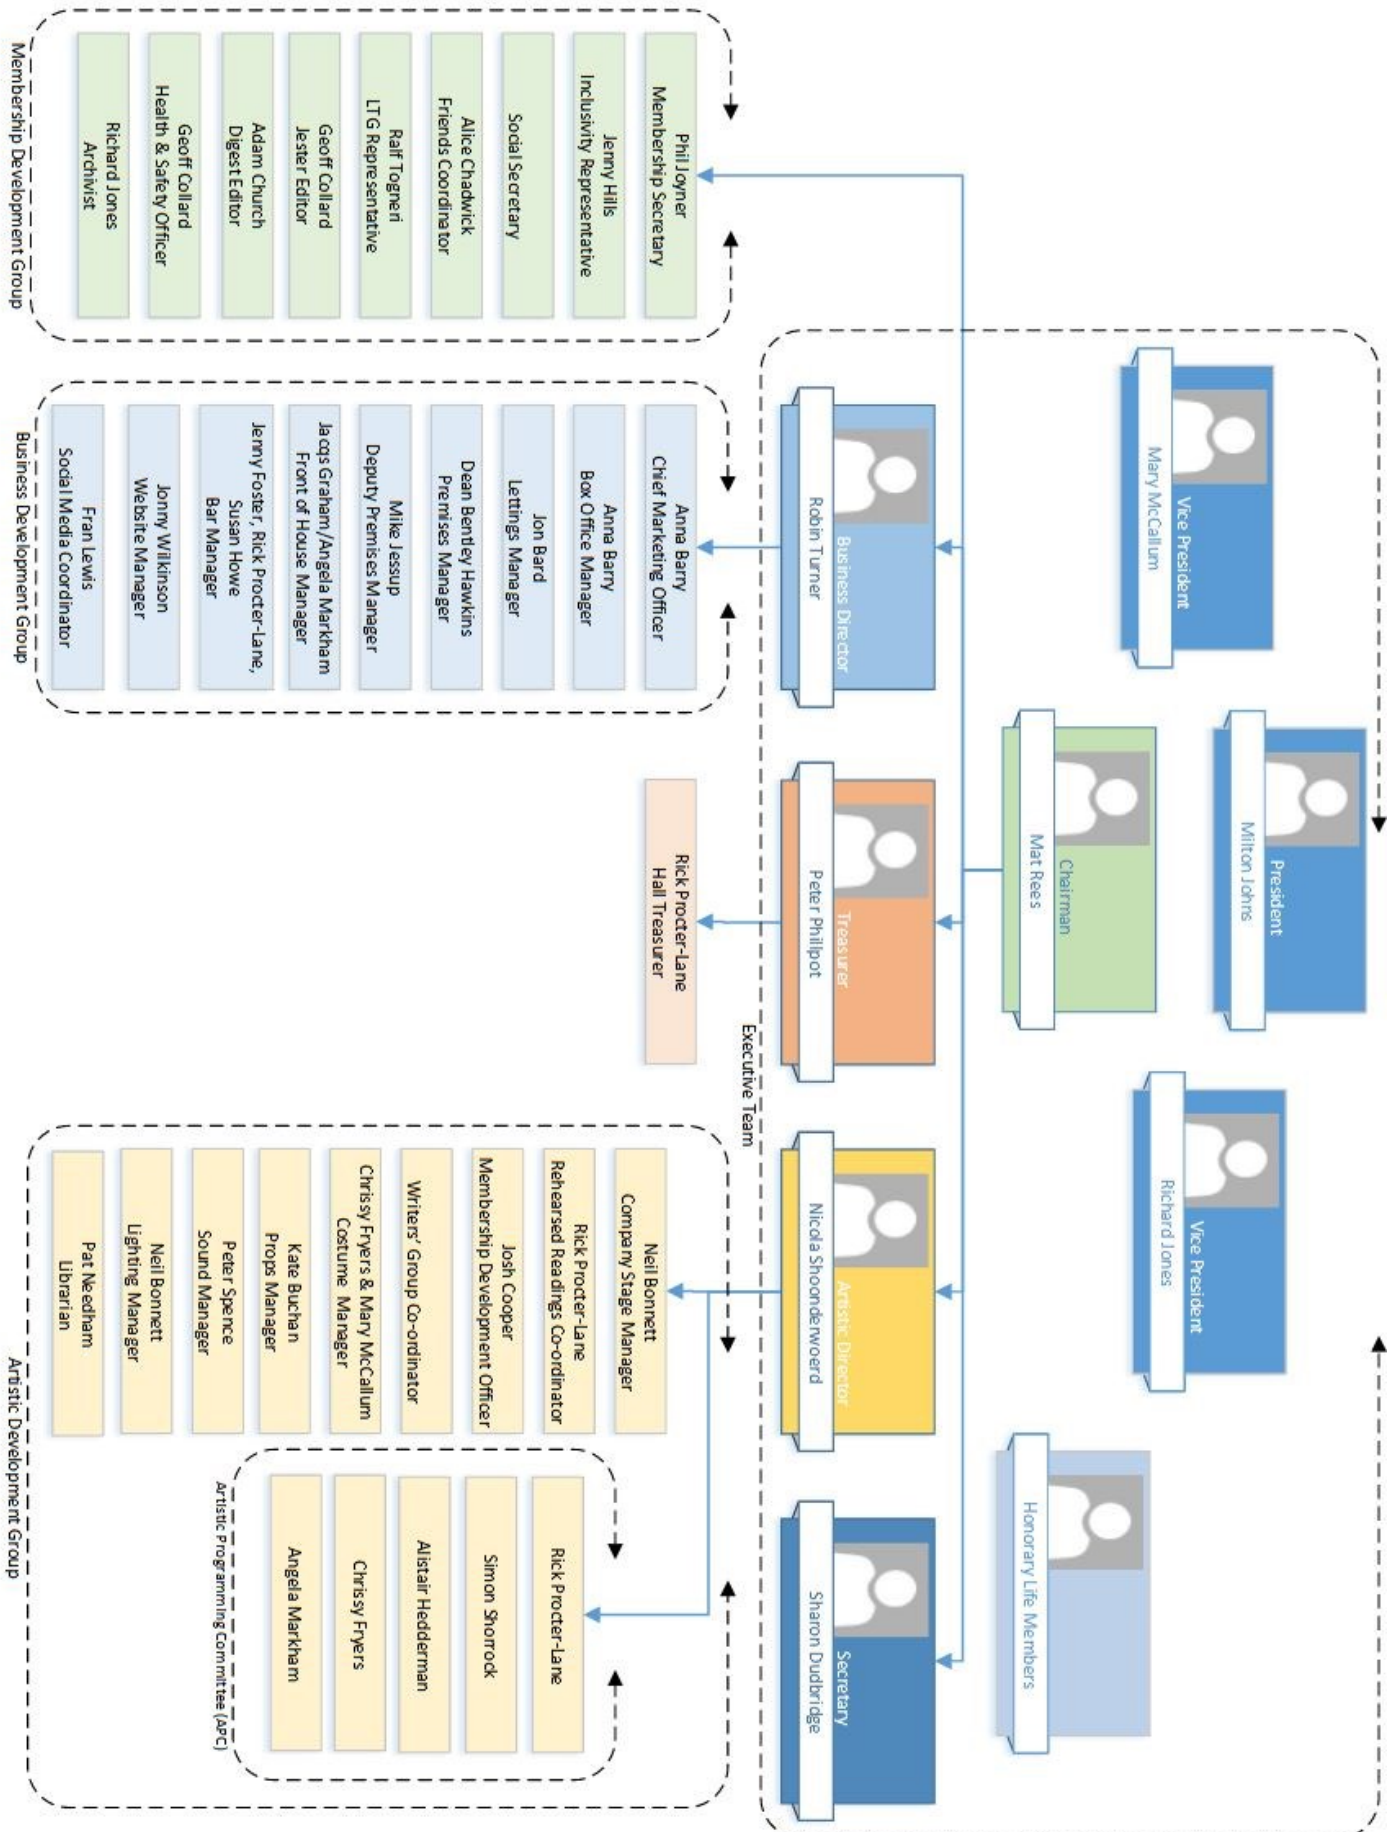 President
Milton Johns
Vice President
Mary McCallum
Vice President
Richard Jones
Chairman
Mat Rees
Honorary Life Members
Business Director
Robin Turner
Treasurer
Peter Phillpot
Artistic Director
Nicola Shoonderwoerd
Secretary
Sharon Dudbridge
Executive Team
Phil Joyner
Membership Secretary
Jenny Hills
Inclusivity Representative
Social Secretary
Alice Chadwick
Friends Coordinator
Ralf Togneri
LTG Representative
Geoff Collard
Jester Editor
Adam Church
Digest Editor
Geoff Collard
Health & Safety Officer
Richard Jones
Archivist
Membership Development Group
Anna Barry
Chief Marketing Officer
Anna Barry
Box Office Manager
Jon Bard
Lettings Manager
Dean Bentley Hawkins
Premises Manager
Mike Jessup
Deputy Premises Manager
Jacqs Graham/Angela Markham
Front of House Manager
Jenny Foster, Rick Procter-Lane,
Susan Howe
Bar Manager
Jonny Wilkinson
Website Manager
Fran Lewis
Social Media Coordinator
Business Development Group
Rick Procter-Lane
Hall Treasurer
Neil Bonnett
Company Stage Manager
Rick Procter-Lane
Rehearsed Readings Co-ordinator
Josh Cooper
Membership Development Officer
Writers' Group Co-ordinator
Chrissy Fryers & Mary McCallum
Costume Manager
Kate Buchan
Props Manager
Peter Spence
Sound Manager
Neil Bonnett
Lighting Manager
Pat Needham
Librarian
Rick Procter-Lane
Simon Shorrock
Alistair Hedderman
Chrissy Fryers
Angela Markham
Artistic Programming Committee (APC)
Artistic Development Group